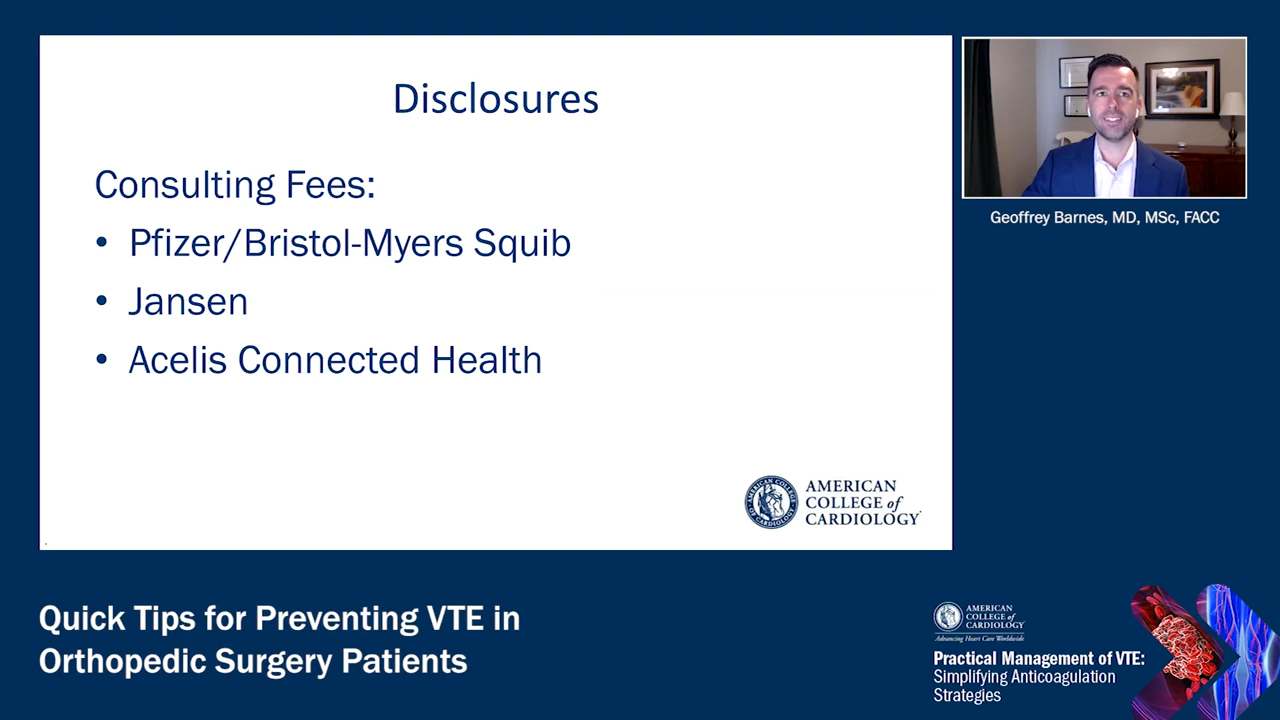 Disclosures
Consulting Fees:
• Pfizer/Bristol-Myers Squib
• Jansen
• Acelis Connected Health
AMERICAN
COLLEGE of
CARDIOLOGY
Geoffrey Barnes, MD, MSc, FACC
Quick Tips for Preventing VTE in
Orthopedic Surgery Patients
AMERICAN
COLLEGE of
CARDIOLOGY
Advancing Heart Care Worldwide
Practical Management of VTE:
Simplifying Anticoagulation
Strategies